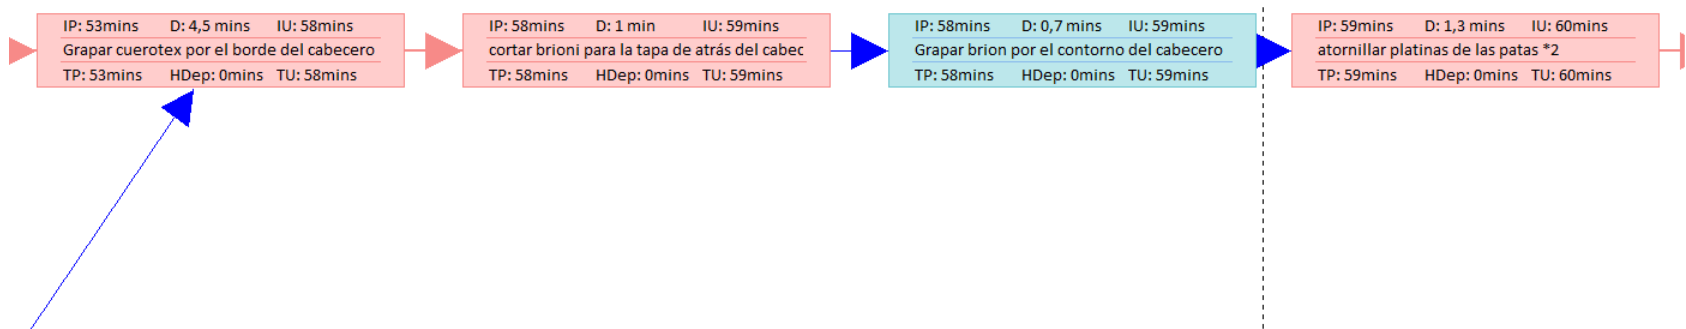 IP: 53mins D: 4,5 mins IU: 58mins
Grapar cuerotex por el borde del cabecero
TP: 53mins HDep: 0mins TU: 58mins
IP: 58mins D: 1 min IU: 59mins
cortar brioni para la tapa de atrás del cabec
TP: 58mins HDep: 0mins TU: 59mins
IP: 58mins D: 0,7 mins IU: 59mins
Grapar brion por el contorno del cabecero
TP: 58mins HDep: 0mins TU: 59mins
IP: 59mins D: 1,3 mins IU: 60mins
atornillar platinas de las patas *2
TP: 59mins HDep: 0mins TU: 60mins